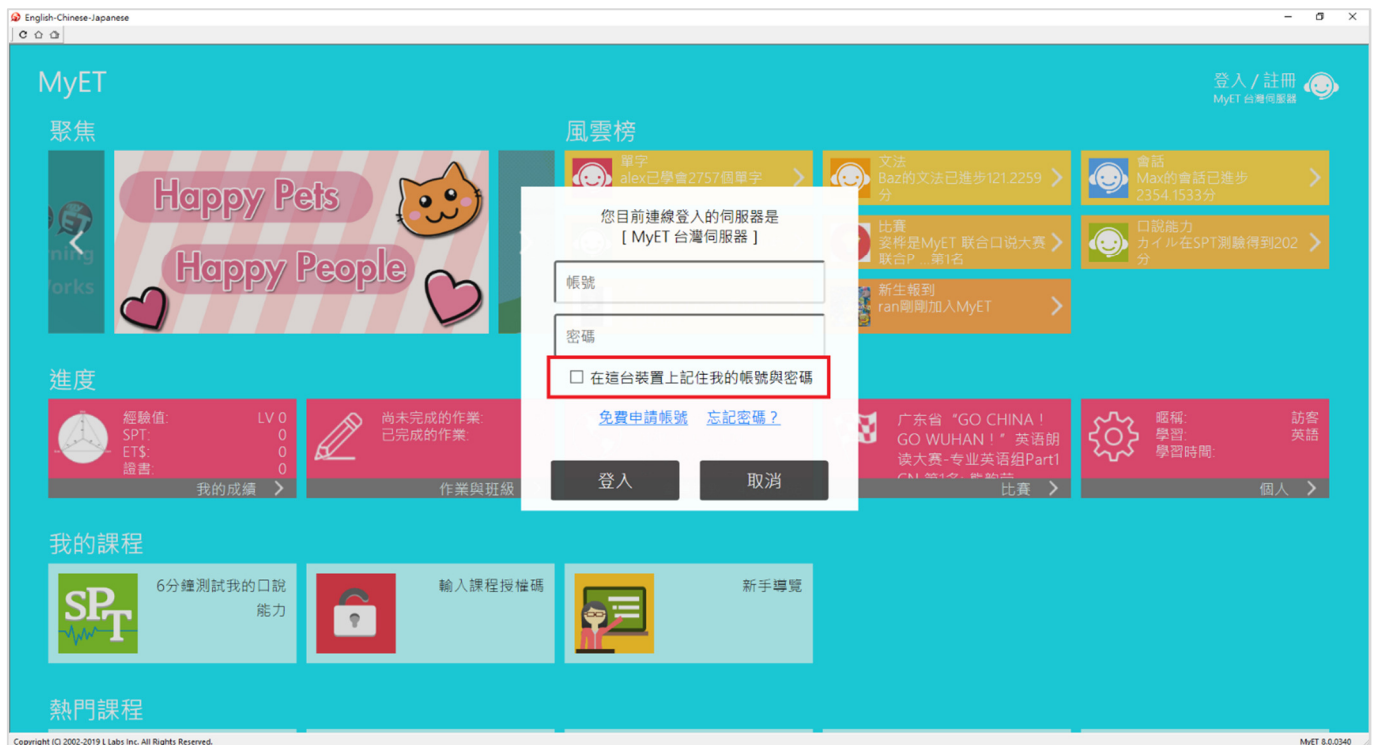 English-Chinese-Japanese
MyET
登入 / 註冊
MyET 台灣伺服器
聚焦
風雲榜
Happy Pets
Happy People
ET
ning
orks
單字
alex已學會2757個單字
文法
Baz的文法已進步121.2259
分
會話
Max的會話已進步
2354.1533分
比賽
姿桦是MyET 联合口说大赛
联合P ... 第1名
口說能力
カイル在SPT測驗得到202
分
新生報到
ran剛剛加入MyET
您目前連線登入的伺服器是
[ MyET 台灣伺服器 ]
帳號
密碼
在這台裝置上記住我的帳號與密碼
免費申請帳號 忘記密碼？
登入 取消
進度
經驗值: LV 0
SPT: 0
ET$: 0
證書: 0
我的成績
尚未完成的作業:
已完成的作業:
作業與班級
广东省“GO CHINA！
GO WUHAN！”英语朗
读大赛-专业英语组Part1
比賽
暱稱: 訪客
學習: 英語
學習時間:
個人
我的課程
SPT
6分鐘測試我的口說
能力
輸入課程授權碼
新手導覽
熱門課程
Copyright (C) 2002-2019 L Labs Inc. All Rights Reserved.
MyET 8.0.0340